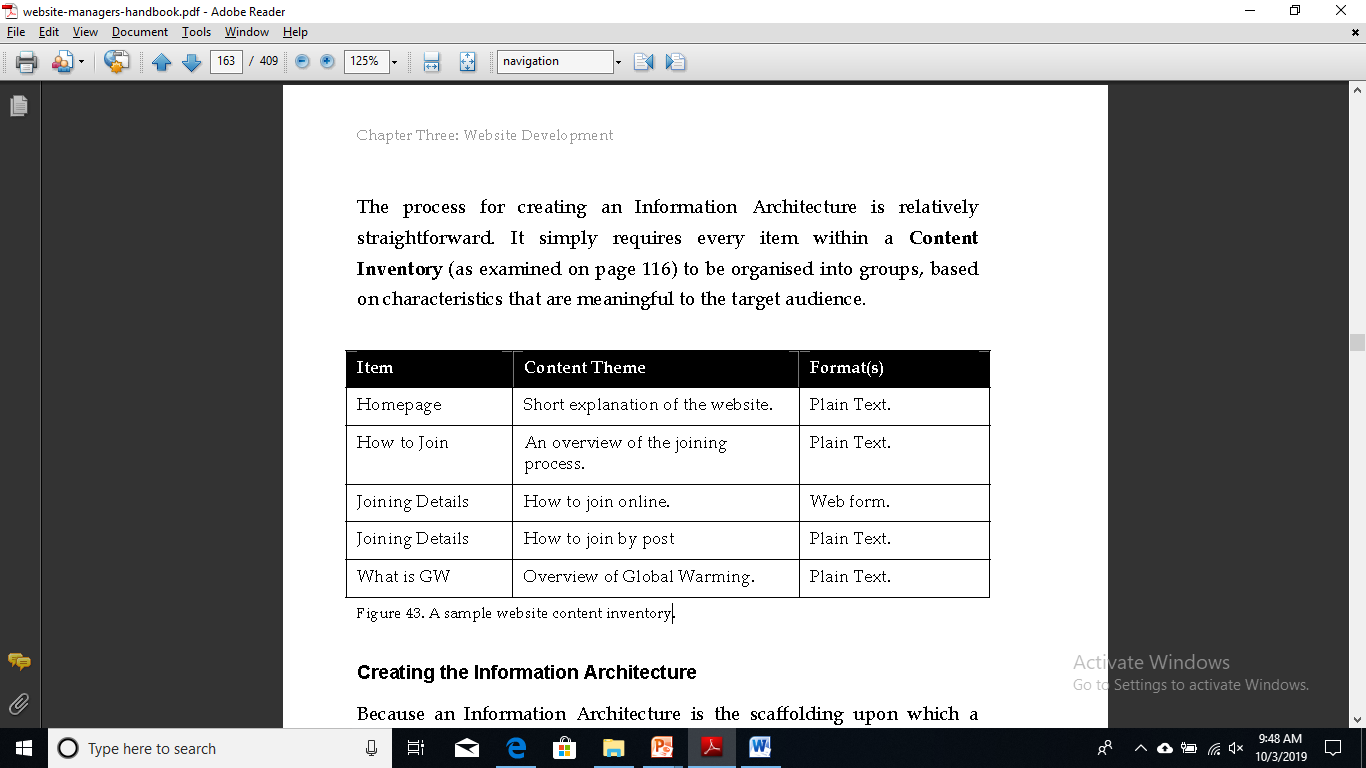 website-managers-handbook.pdf - Adobe Reader
File Edit View Document Tools Window Help
163 / 409 125% navigation
Chapter Three: Website Development
The process for creating an Information Architecture is relatively
straightforward. It simply requires every item within a Content
Inventory (as examined on page 116) to be organised into groups, based
on characteristics that are meaningful to the target audience.
Item Content Theme Format(s)
Homepage Short explanation of the website. Plain Text.
How to Join An overview of the joining Plain Text.
process.
Joining Details How to join online. Web form.
Joining Details How to join by post Plain Text.
What is GW Overview of Global Warming. Plain Text.
Figure 43. A sample website content inventory.
Creating the Information Architecture
Because an Information Architecture is the scaffolding upon which a
Activate Windows
Go to Settings to activate Windows.
Type here to search
9:48 AM
10/3/2019